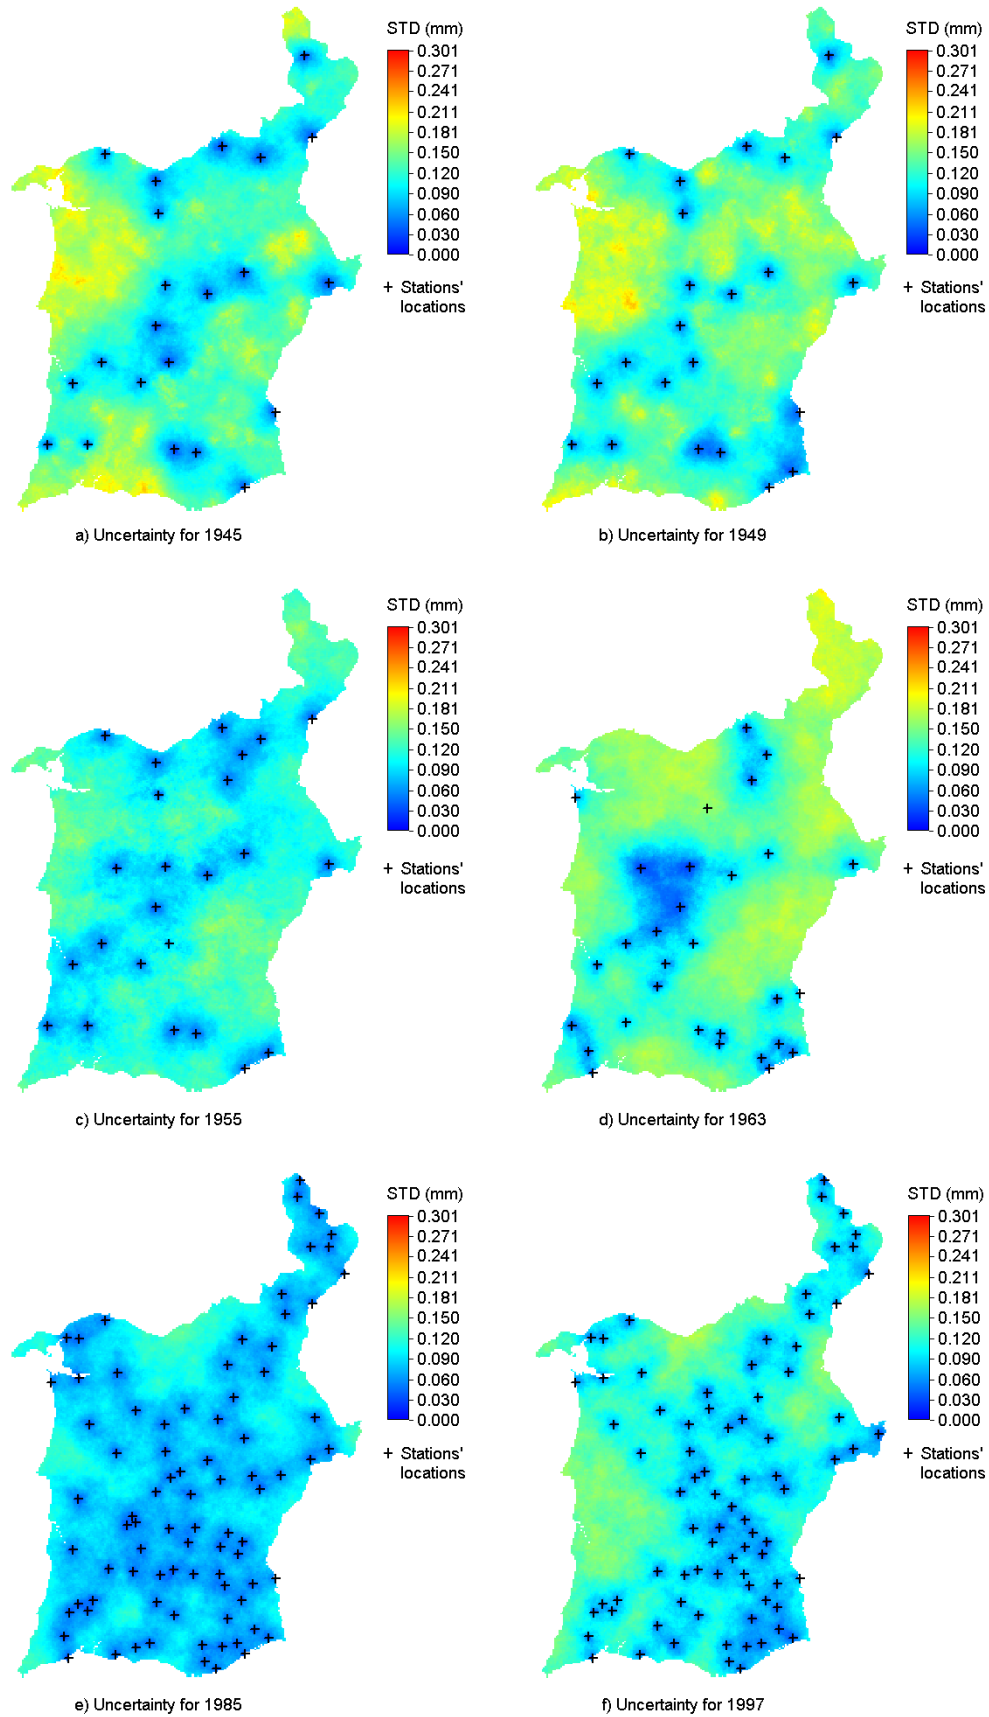 STD (mm)
0.301
0.271
0.241
0.211
0.181
0.150
0.120
0.090
0.060
0.030
0.000
+ Stations'
locations
a) Uncertainty for 1945
STD (mm)
0.301
0.271
0.241
0.211
0.181
0.150
0.120
0.090
0.060
0.030
0.000
+ Stations'
locations
b) Uncertainty for 1949
STD (mm)
0.301
0.271
0.241
0.211
0.181
0.150
0.120
0.090
0.060
0.030
0.000
+ Stations'
locations
c) Uncertainty for 1955
STD (mm)
0.301
0.271
0.241
0.211
0.181
0.150
0.120
0.090
0.060
0.030
0.000
+ Stations'
locations
d) Uncertainty for 1963
STD (mm)
0.301
0.271
0.241
0.211
0.181
0.150
0.120
0.090
0.060
0.030
0.000
+ Stations'
locations
e) Uncertainty for 1985
STD (mm)
0.301
0.271
0.241
0.211
0.181
0.150
0.120
0.090
0.060
0.030
0.000
+ Stations'
locations
f) Uncertainty for 1997